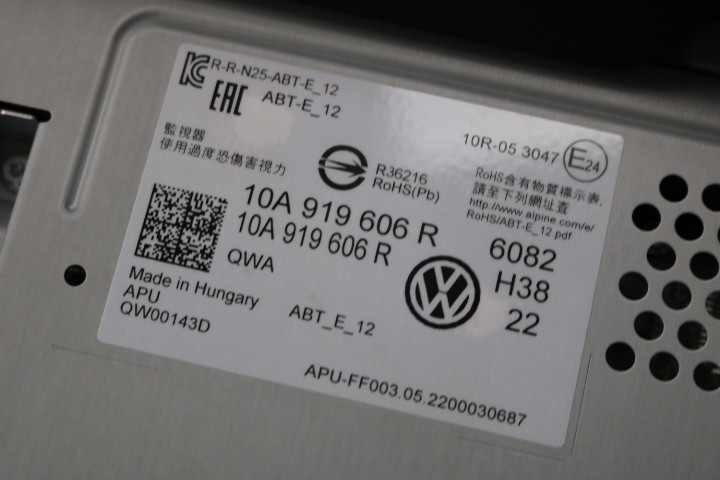 R-R-N25-ABT-E_12
EAC
ABT-E_12
10R-05 3047 E24
監視器
使用過度恐傷害視力
R36216
RoHS(Pb)
RoHS含有物質標示表,
請至下列網址查
http://www.alpine.com/e/
RoHS/ABT-E_12.pdf
10A 919 606 R
10A 919 606 R
QWA
6082
H38
22
Made in Hungary
APU
QW00143D
ABT_E_12
APU-FF003.05.2200030687